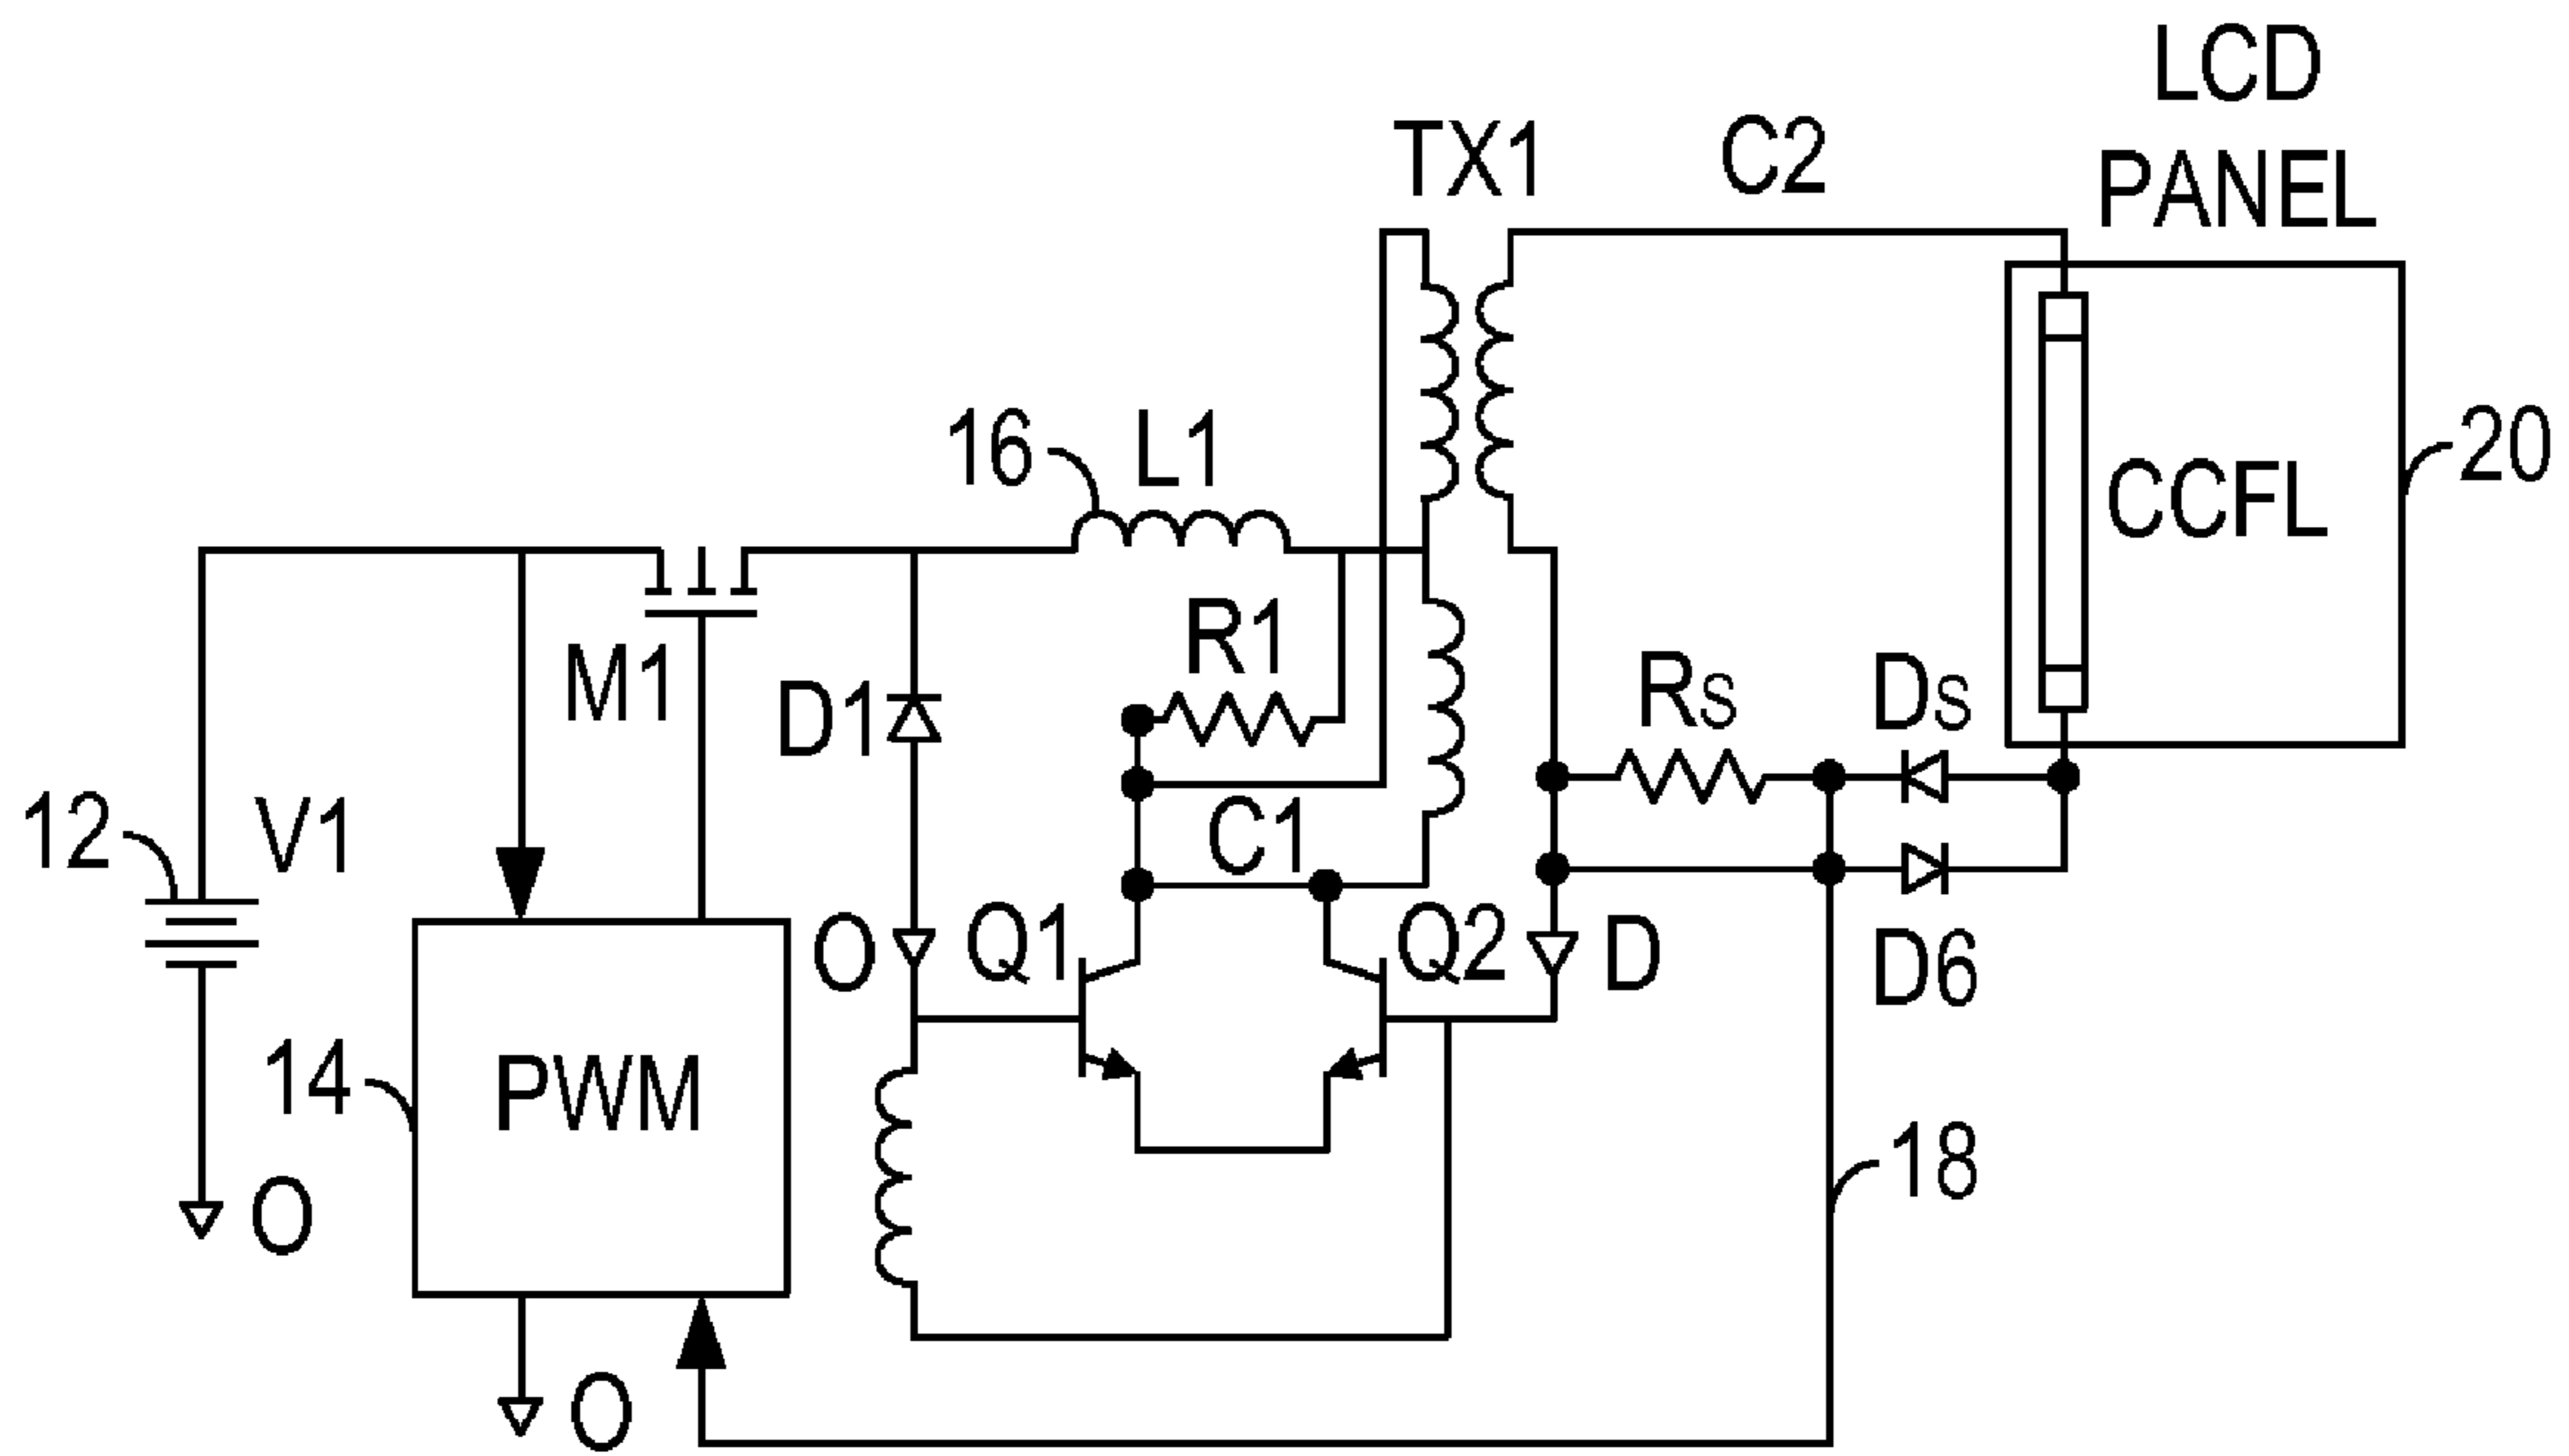 LCD
PANEL
TX1
C2
16
L1
CCFL
20
R1
M1
D1
RS
DS
12
V1
C1
O
Q1
Q2
D
D6
14
PWM
18
O
O